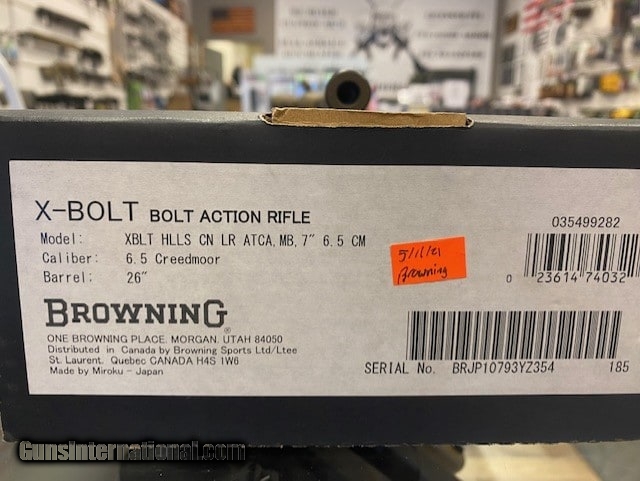 X-BOLT BOLT ACTION RIFLE
Model: XBLT HLLS CN LR ATCA,MB,7" 6.5 CM
Caliber: 6.5 Creedmoor
Barrel: 26"
BROWNING®
ONE BROWNING PLACE, MORGAN, UTAH 84050
Distributed in Canada by Browning Sports Ltd/Ltee
St. Laurent, Quebec CANADA H4S 1W6
Made by Miroku - Japan
5/11/21
Browning
035499282
0 23614 74032
SERIAL No. BRJP10793YZ354 185
GunsInternational.com